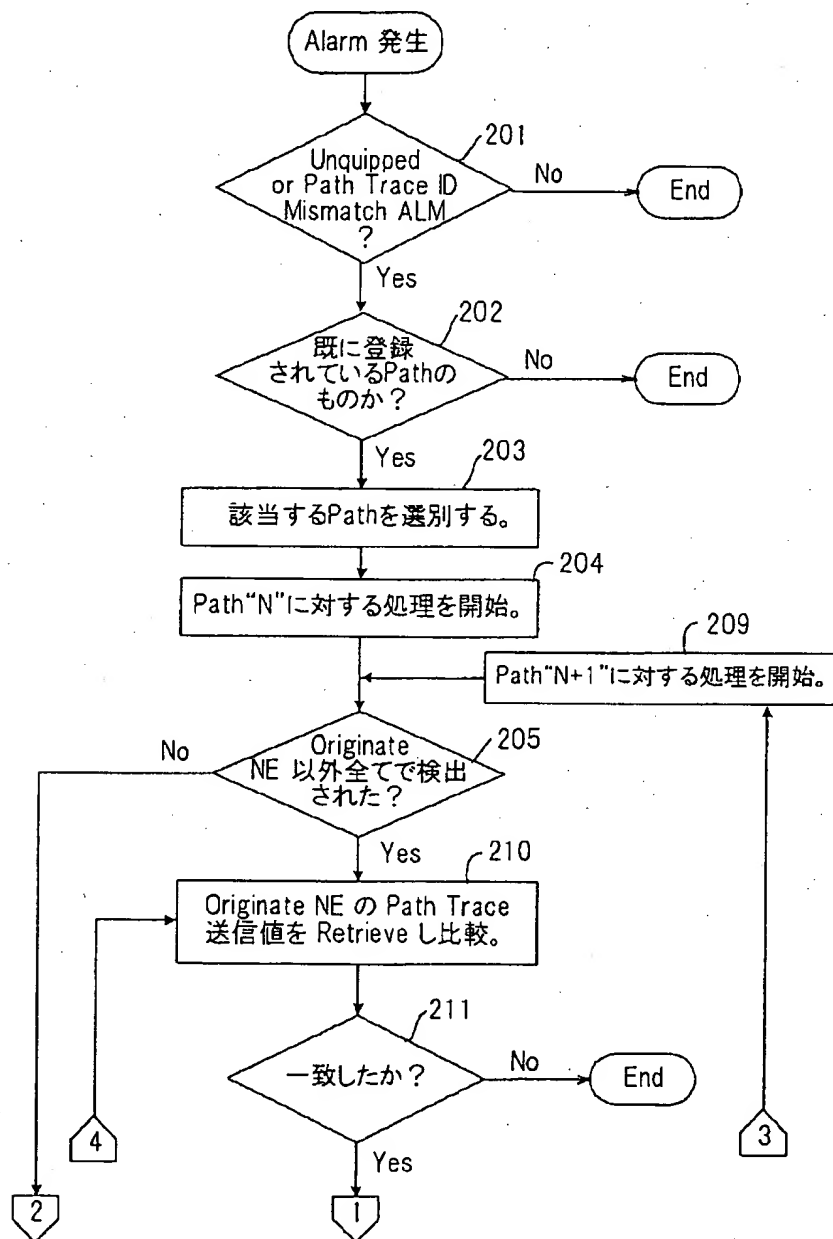 Alarm 発生
201
Unquipped
or Path Trace ID
Mismatch ALM
?
No
End
Yes
202
既に登録
されているPathの
ものか？
No
End
Yes
203
該当するPathを選別する。
204
Path“N”に対する処理を開始。
209
Path“N+1”に対する処理を開始。
No
Originate
NE 以外全てで検出
された？
205
Yes
210
Originate NE の Path Trace
送信値を Retrieve し比較。
211
一致したか？
No
End
4
3
Yes
2
1